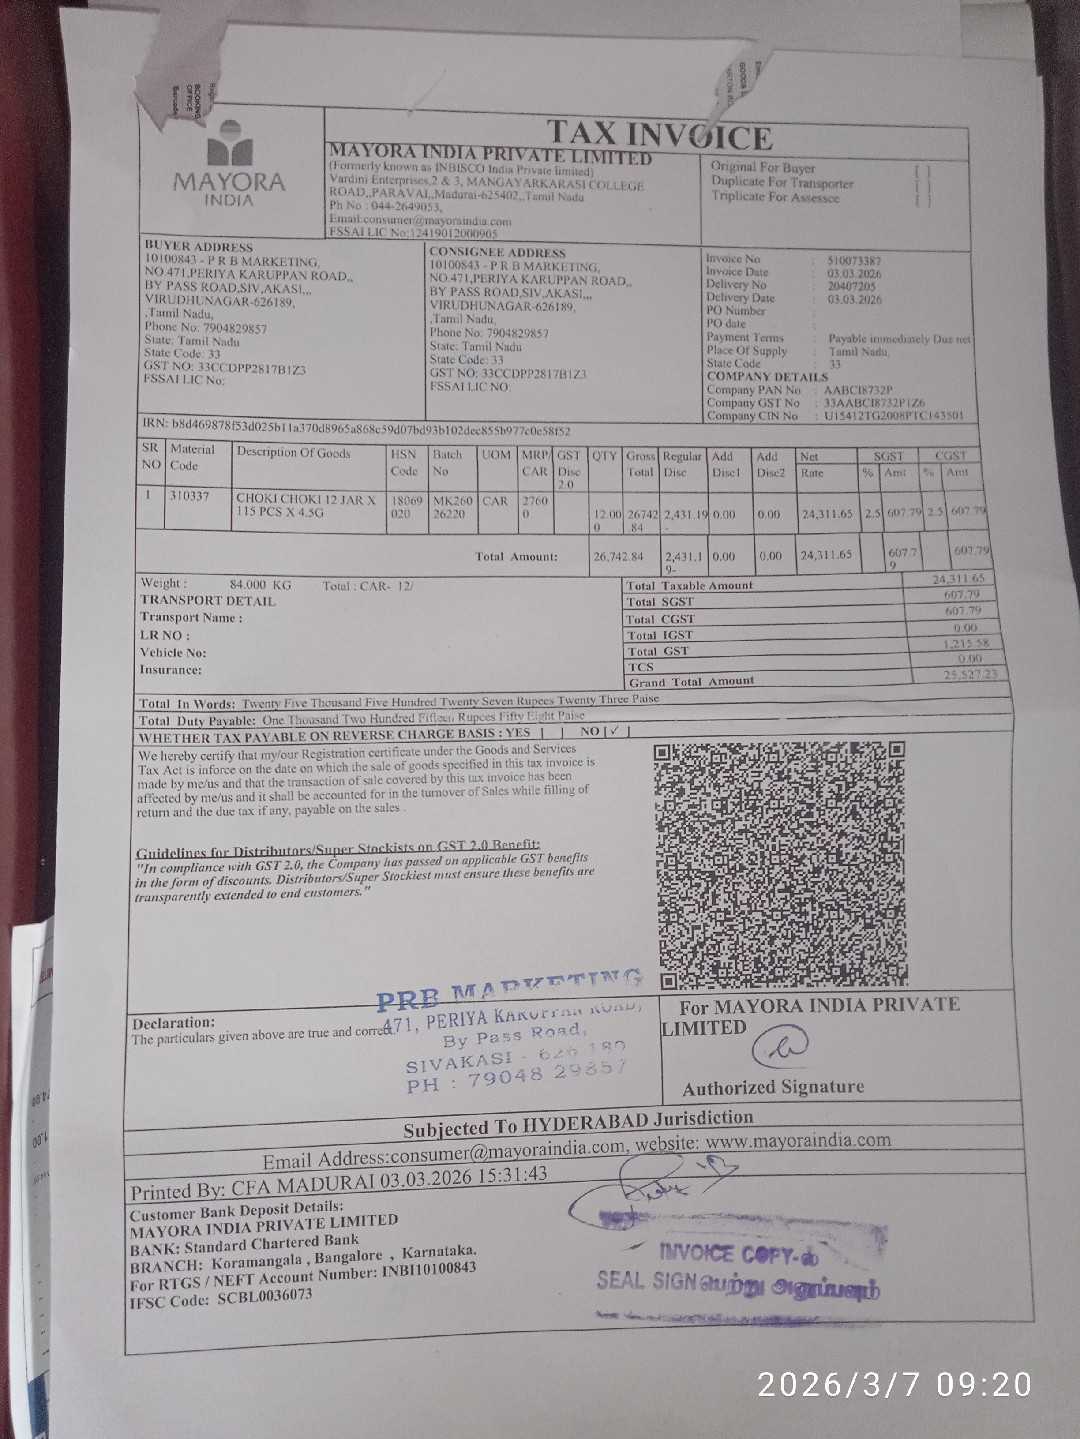 BOOKING
OFFICE
MAYORA
INDIA
TAX INVOICE
MAYORA INDIA PRIVATE LIMITED
(Formerly known as INBISCO India Private limited)
Vardini Enterprises,2 & 3, MANGAYARKARASI COLLEGE
ROAD,,PARAVAI,,Madurai-625402,,Tamil Nadu
Ph No : 044-2649053,
Email:consumer@mayoraindia.com
FSSAI LIC No:12419012000905
Original For Buyer [ ]
Duplicate For Transporter [ ]
Triplicate For Assessce [ ]
BUYER ADDRESS
10100843 - P R B MARKETING,
NO.471,PERIYA KARUPPAN ROAD,,
BY PASS ROAD,SIV,AKASI,,,
VIRUDHUNAGAR-626189,
,Tamil Nadu,
Phone No: 7904829857
State: Tamil Nadu
State Code: 33
GST NO: 33CCDPP2817B1Z3
FSSAI LIC No:
CONSIGNEE ADDRESS
10100843 - P R B MARKETING,
NO.471,PERIYA KARUPPAN ROAD,,
BY PASS ROAD,SIV,AKASI,,,
VIRUDHUNAGAR-626189,
,Tamil Nadu,
Phone No: 7904829857
State: Tamil Nadu
State Code: 33
GST NO: 33CCDPP2817B1Z3
FSSAI LIC NO:
Invoice No : 510073387
Invoice Date : 03.03.2026
Delivery No : 20407205
Delivery Date : 03.03.2026
PO Number :
PO date :
Payment Terms : Payable immediately Due net
Place Of Supply : Tamil Nadu,
State Code : 33
COMPANY DETAILS
Company PAN No : AABCI8732P
Company GST No : 33AABCI8732P1Z6
Company CIN No : U15412TG2008PTC143501
IRN: b8d469878f53d025b11a370d8965a868c59d07bd93b102dec855b977c0e58f52
SR NO Material Code Description Of Goods HSN Code Batch No UOM MRP/ CAR GST Disc 2.0 QTY Gross Total Regular Disc Add Disc1 Add Disc2 Net Rate SGST % Amt CGST % Amt
1 310337 CHOKI CHOKI 12 JAR X 115 PCS X 4.5G 18069020 MK26026220 CAR 27600 12.000 2674284 2,431.19- 0.00 0.00 24,311.65 2.5 607.79 2.5 607.79
Total Amount: 26,742.84 2,431.19- 0.00 0.00 24,311.65 607.79 607.79
Weight : 84.000 KG Total : CAR- 12/
TRANSPORT DETAIL
Transport Name :
LR NO :
Vehicle No:
Insurance:
Total Taxable Amount 24,311.65
Total SGST 607.79
Total CGST 607.79
Total IGST 0.00
Total GST 1,215.58
TCS 0.00
Grand Total Amount 25,527.23
Total In Words: Twenty Five Thousand Five Hundred Twenty Seven Rupees Twenty Three Paise
Total Duty Payable: One Thousand Two Hundred Fifteen Rupees Fifty Eight Paise
WHETHER TAX PAYABLE ON REVERSE CHARGE BASIS : YES [ ] NO [✓]
We hereby certify that my/our Registration certificate under the Goods and Services
Tax Act is inforce on the date on which the sale of goods specified in this tax invoice is
made by me/us and that the transaction of sale covered by this tax invoice has been
affected by me/us and it shall be accounted for in the turnover of Sales while filling of
return and the due tax if any, payable on the sales .
Guidelines for Distributors/Super Stockists on GST 2.0 Benefit:
"In compliance with GST 2.0, the Company has passed on applicable GST benefits
in the form of discounts. Distributors/Super Stockiest must ensure these benefits are
transparently extended to end customers."
PRB MARKETING
471, PERIYA KARUPPAN ROAD,
By Pass Road,
SIVAKASI - 626 189
PH : 79048 29857
Declaration:
The particulars given above are true and correct.
For MAYORA INDIA PRIVATE
LIMITED
Authorized Signature
Subjected To HYDERABAD Jurisdiction
Email Address:consumer@mayoraindia.com, website: www.mayoraindia.com
Printed By: CFA MADURAI 03.03.2026 15:31:43
Customer Bank Deposit Details:
MAYORA INDIA PRIVATE LIMITED
BANK: Standard Chartered Bank
BRANCH: Koramangala , Bangalore , Karnataka.
For RTGS / NEFT Account Number: INBI10100843
IFSC Code: SCBL0036073
INVOICE COPY-ல்
SEAL SIGN பெற்று அனுப்பவும்
2026/3/7 09:20